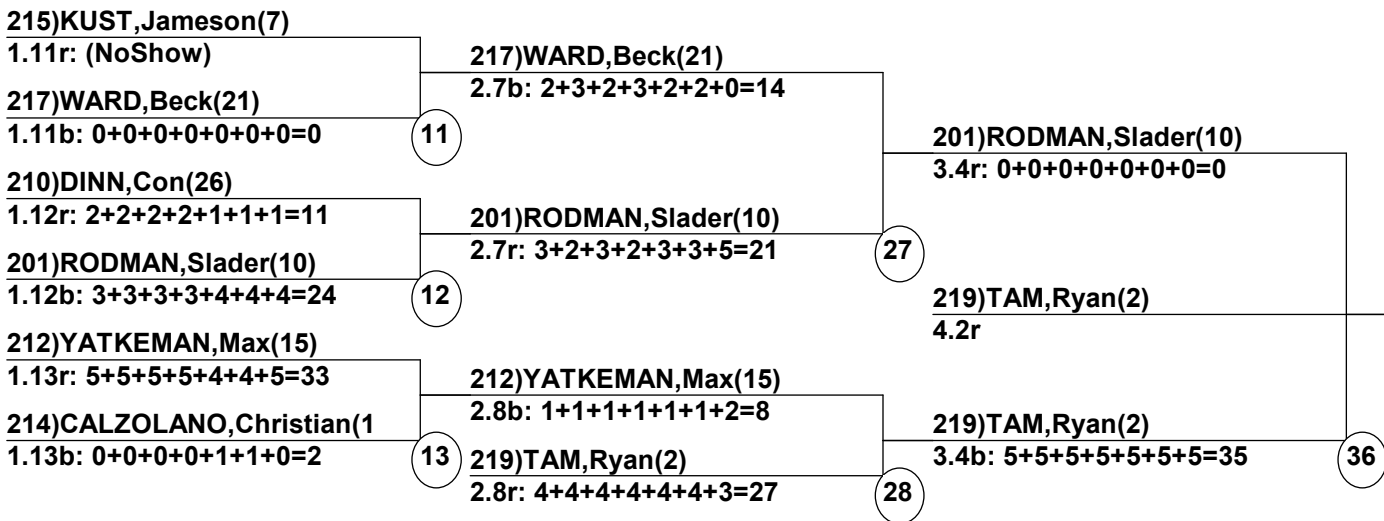 215)KUST,Jameson(7)
1.11r: (NoShow)
217)WARD,Beck(21)
1.11b: 0+0+0+0+0+0+0=0
11
210)DINN,Con(26)
1.12r: 2+2+2+2+1+1+1=11
201)RODMAN,Slader(10)
1.12b: 3+3+3+3+4+4+4=24
12
212)YATKEMAN,Max(15)
1.13r: 5+5+5+5+4+4+5=33
214)CALZOLANO,Christian(1
1.13b: 0+0+0+0+1+1+0=2
13
217)WARD,Beck(21)
2.7b: 2+3+2+3+2+2+0=14
201)RODMAN,Slader(10)
2.7r: 3+2+3+2+3+3+5=21
27
212)YATKEMAN,Max(15)
2.8b: 1+1+1+1+1+1+2=8
219)TAM,Ryan(2)
2.8r: 4+4+4+4+4+4+3=27
28
201)RODMAN,Slader(10)
3.4r: 0+0+0+0+0+0+0=0
219)TAM,Ryan(2)
4.2r
219)TAM,Ryan(2)
3.4b: 5+5+5+5+5+5+5=35
36